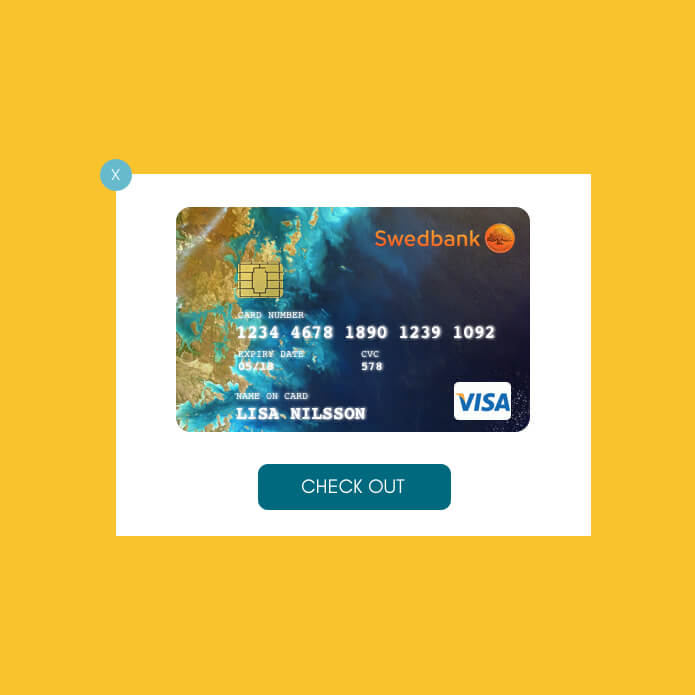 X
Swedbank
CARD NUMBER
1234 4678 1890 1239 1092
EXPIRY DATE CVC
05/18 578
NAME ON CARD
LISA NILSSON
VISA
CHECK OUT